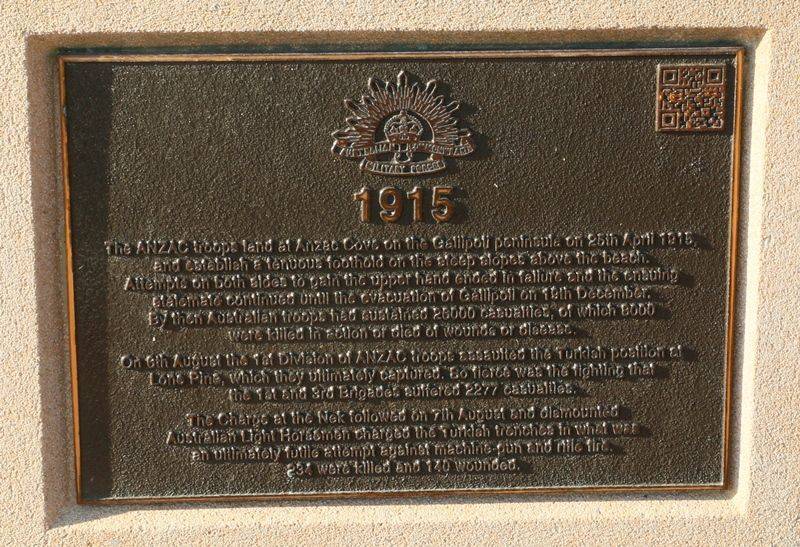 AUSTRALIAN COMMONWEALTH
MILITARY FORCES
1915
The ANZAC troops land at Anzac Cove on the Gallipoli peninsula on 25th April 1915,
and establish a tenuous foothold on the steep slopes above the beach.
Attempts on both sides to gain the upper hand ended in failure and the ensuing
stalemate continued until the evacuation of Gallipoli on 19th December.
By then Australian troops had sustained 26000 casualties, of which 8000
were killed in action or died of wounds or disease.
On 6th August the 1st Division of ANZAC troops assaulted the Turkish position at
Lone Pine, which they ultimately captured. So fierce was the fighting that
the 1st and 3rd Brigades suffered 2277 casualties.
The Charge at the Nek followed on 7th August and dismounted
Australian Light Horsemen charged the Turkish trenches in what was
an ultimately futile attempt against machine-gun and rifle fire.
234 were killed and 140 wounded.